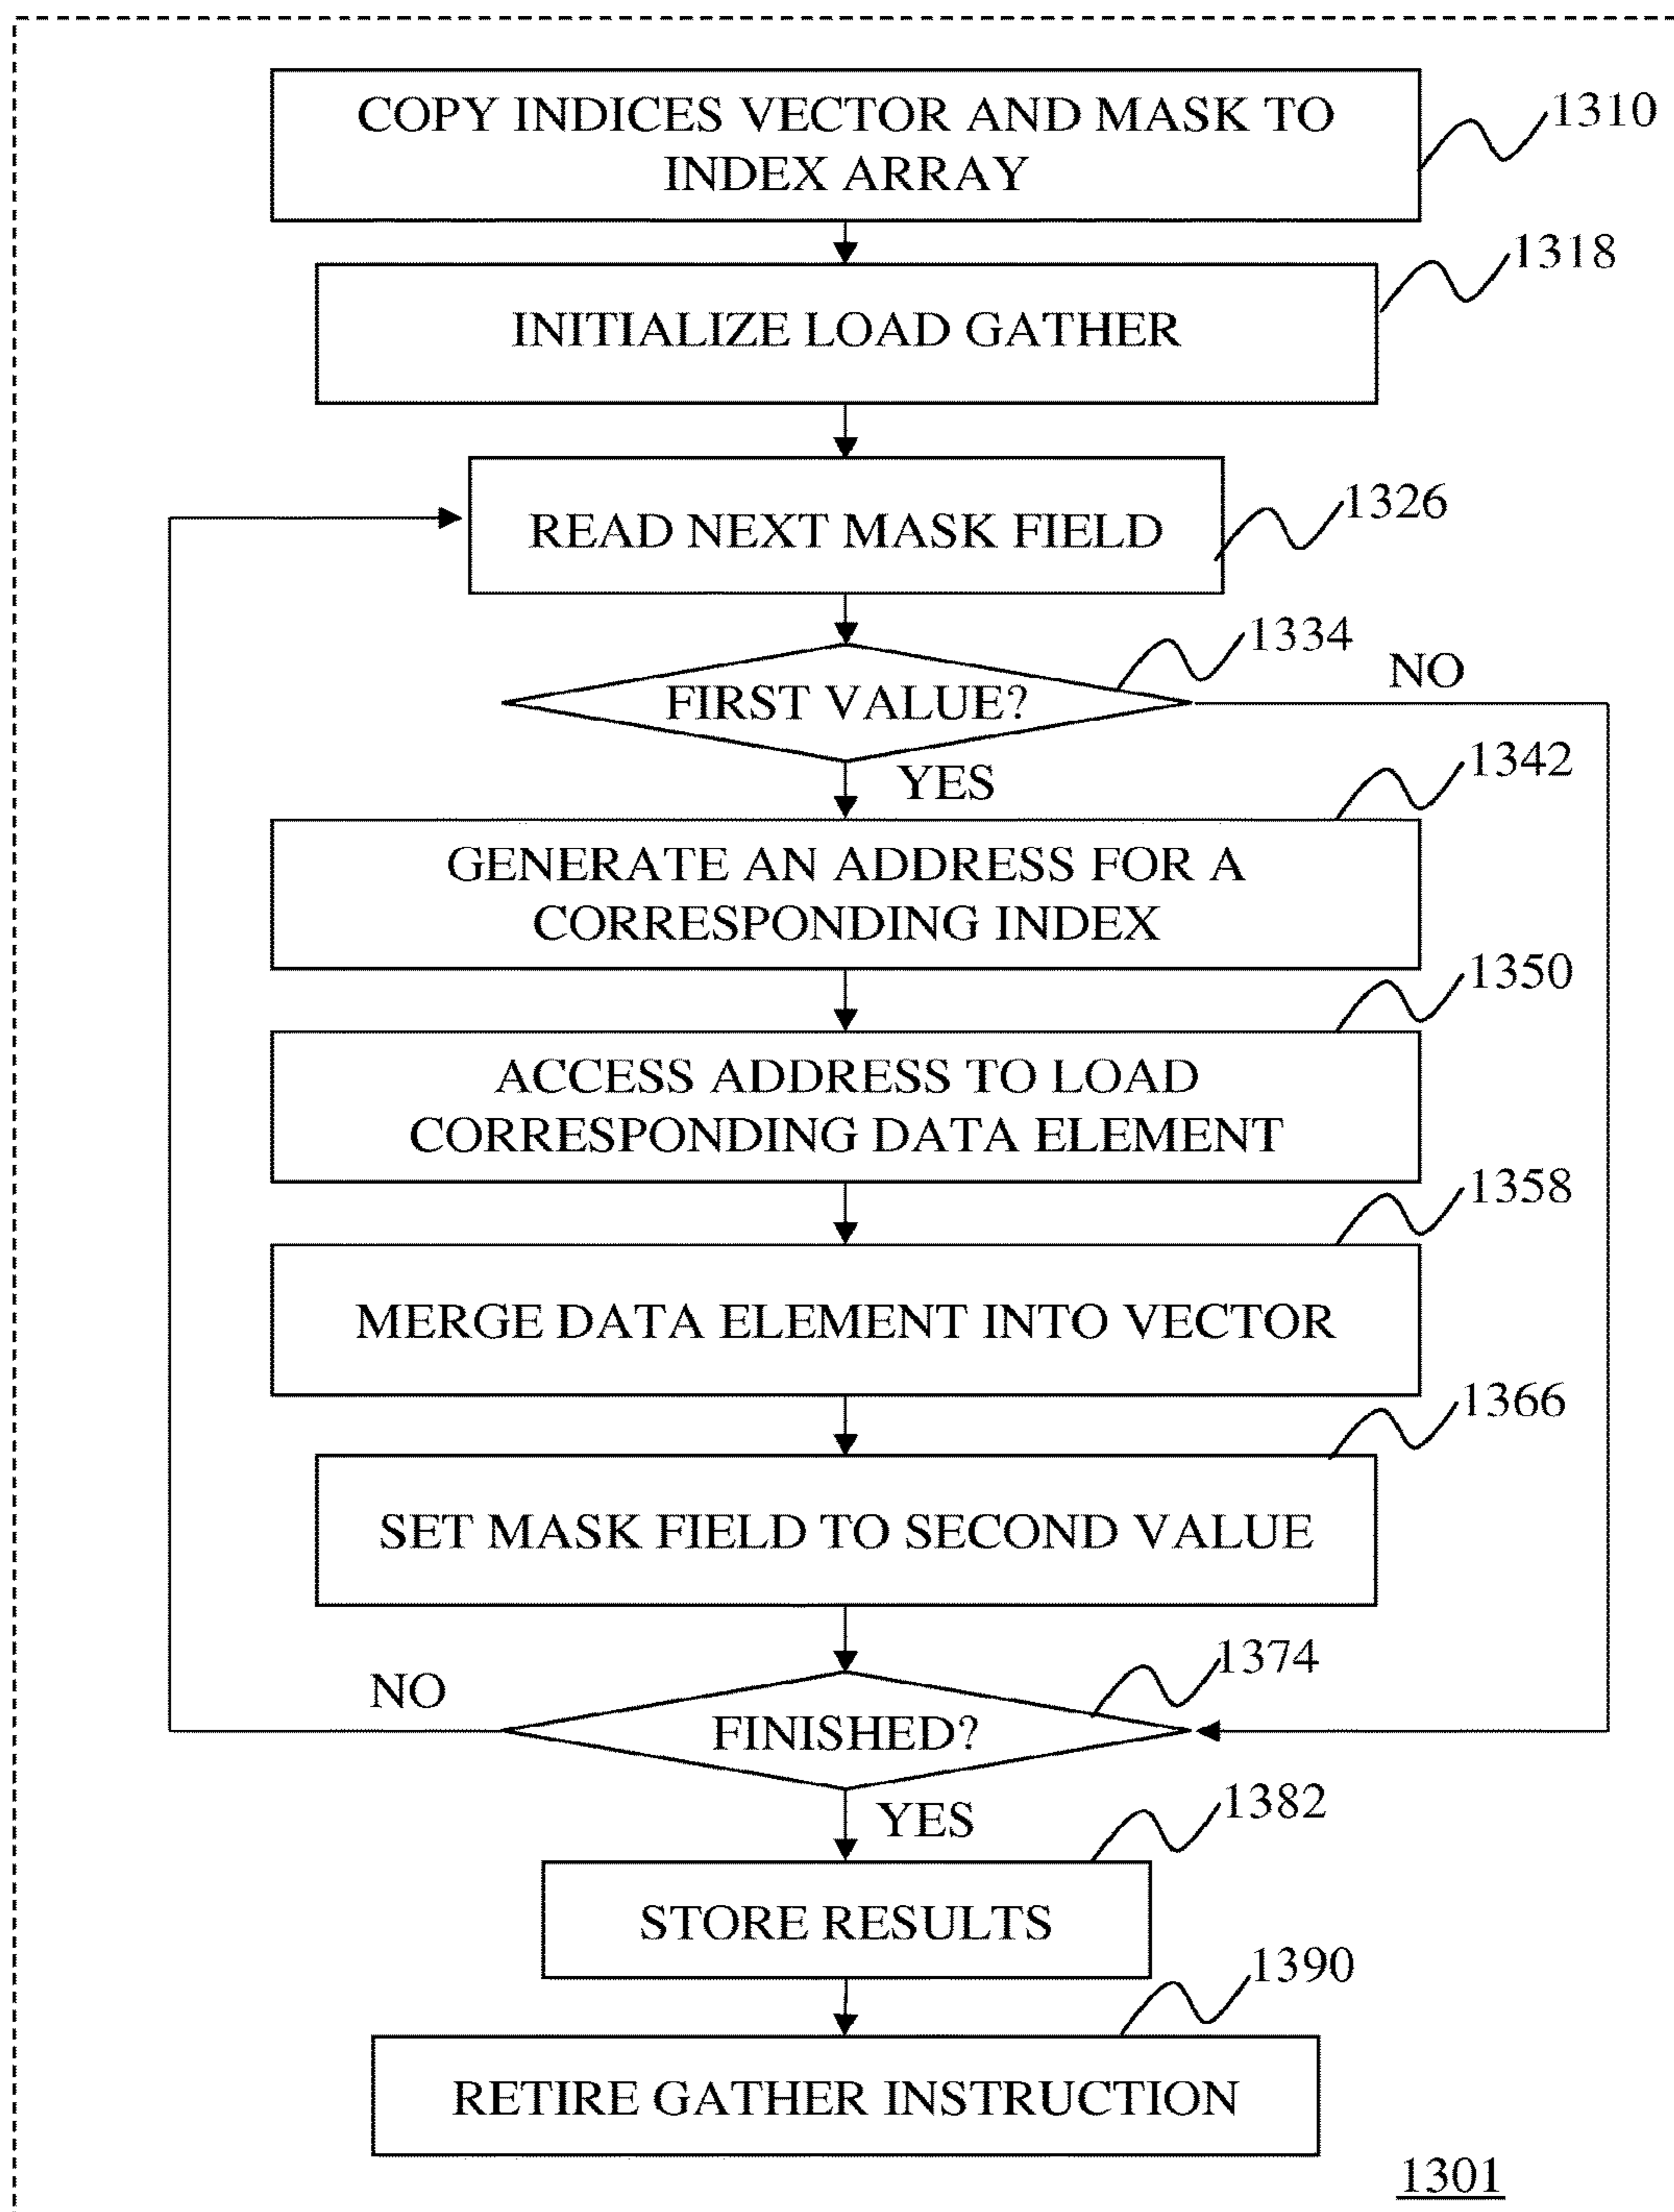 COPY INDICES VECTOR AND MASK TO
INDEX ARRAY
1310
INITIALIZE LOAD GATHER
1318
READ NEXT MASK FIELD
1326
FIRST VALUE?
1334
NO
YES
GENERATE AN ADDRESS FOR A
CORRESPONDING INDEX
1342
ACCESS ADDRESS TO LOAD
CORRESPONDING DATA ELEMENT
1350
MERGE DATA ELEMENT INTO VECTOR
1358
SET MASK FIELD TO SECOND VALUE
1366
NO
FINISHED?
1374
YES
STORE RESULTS
1382
RETIRE GATHER INSTRUCTION
1390
1301